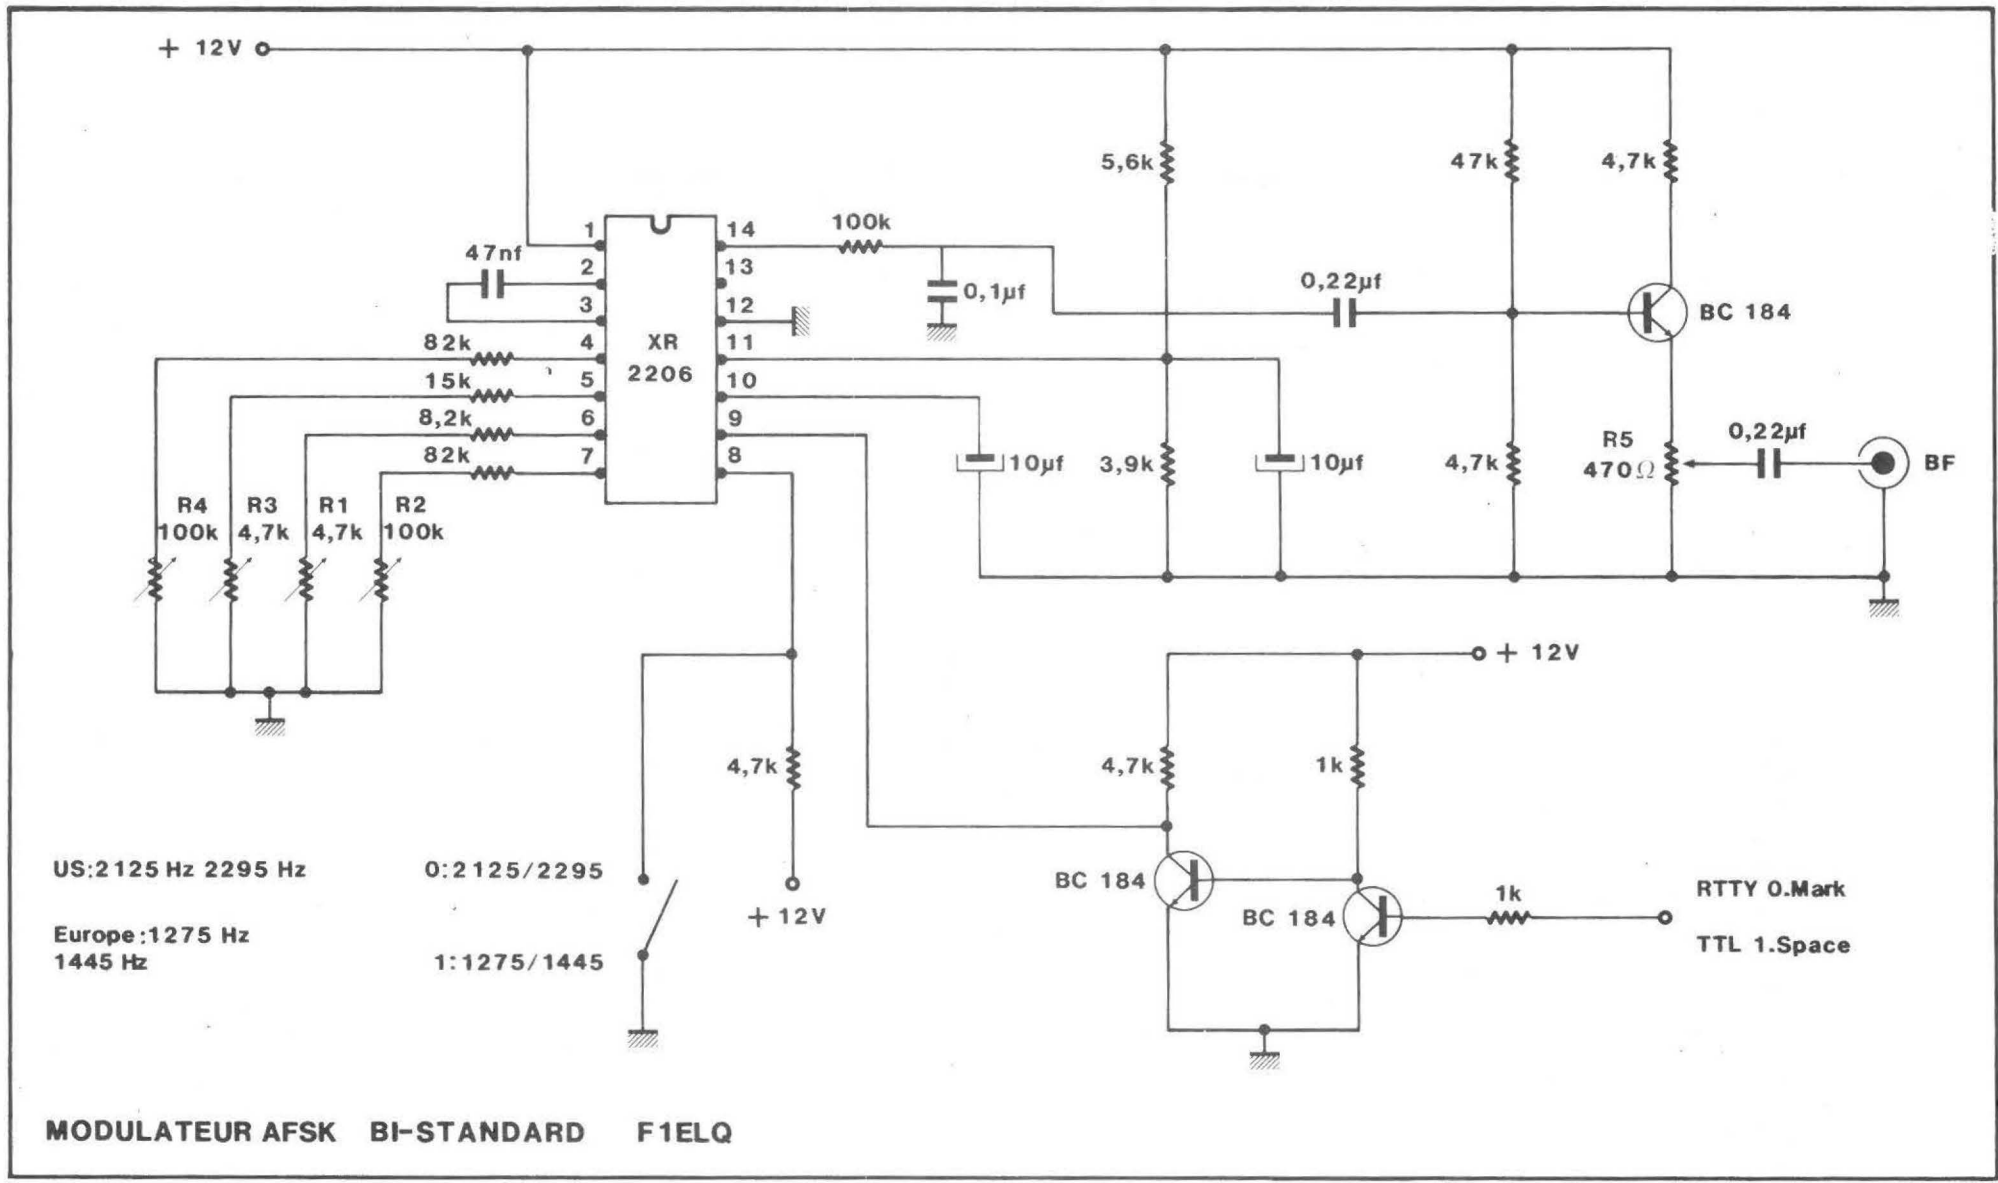 + 12V
5,6k
47k
4,7k
1
14
100k
47nf
2
13
0,1µf
0,22µf
3
12
BC 184
82k
4
XR
2206
11
15k
5
10
8,2k
6
9
82k
7
8
10µf
3,9k
10µf
4,7k
R5
470Ω
0,22µf
BF
R4
100k
R3
4,7k
R1
4,7k
R2
100k
+ 12V
4,7k
4,7k
1k
US:2125 Hz 2295 Hz
0:2125/2295
+ 12V
BC 184
BC 184
1k
RTTY 0.Mark
TTL 1.Space
Europe:1275 Hz
1445 Hz
1:1275/1445
MODULATEUR AFSK BI-STANDARD F1ELQ